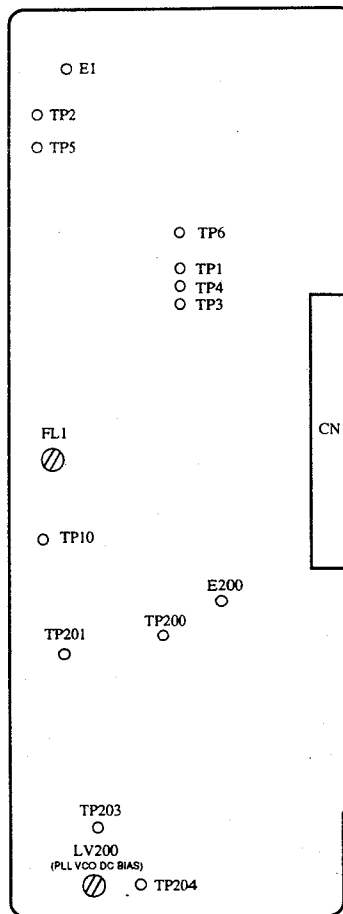 E1
TP2
TP5
TP6
TP1
TP4
TP3
CN
FL1
TP10
E200
TP200
TP201
TP203
LV200
(PLL VCO DC BIAS)
TP204